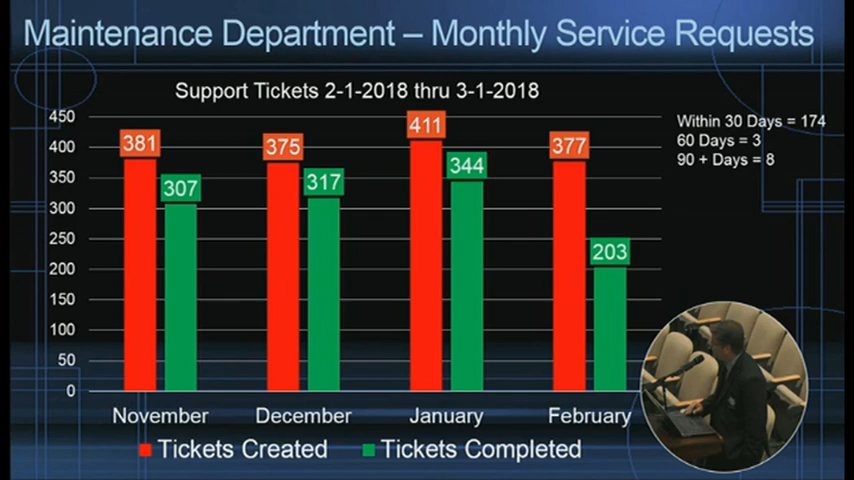 Maintenance Department – Monthly Service Requests
Support Tickets 2-1-2018 thru 3-1-2018
Within 30 Days = 174
60 Days = 3
90 + Days = 8
450
400
350
300
250
200
150
100
50
0
381
307
375
317
411
344
377
203
November
December
January
February
Tickets Created
Tickets Completed